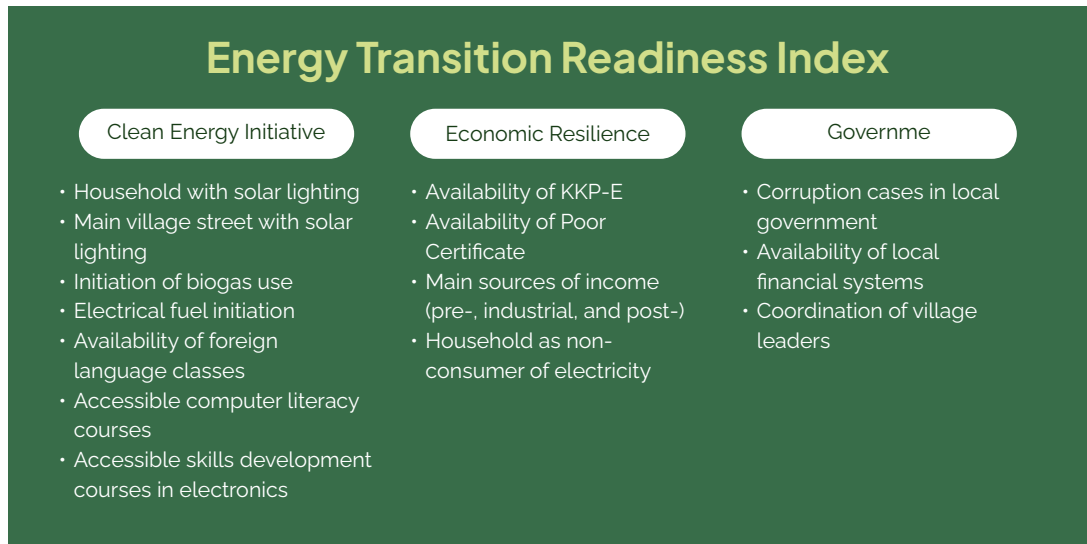 Energy Transition Readiness Index
Clean Energy Initiative
• Household with solar lighting
• Main village street with solar
lighting
• Initiation of biogas use
• Electrical fuel initiation
• Availability of foreign
language classes
• Accessible computer literacy
courses
• Accessible skills development
courses in electronics
Economic Resilience
• Availability of KKP-E
• Availability of Poor
Certificate
• Main sources of income
(pre-, industrial, and post-)
• Household as non-
consumer of electricity
Governme
• Corruption cases in local
government
• Availability of local
financial systems
• Coordination of village
leaders